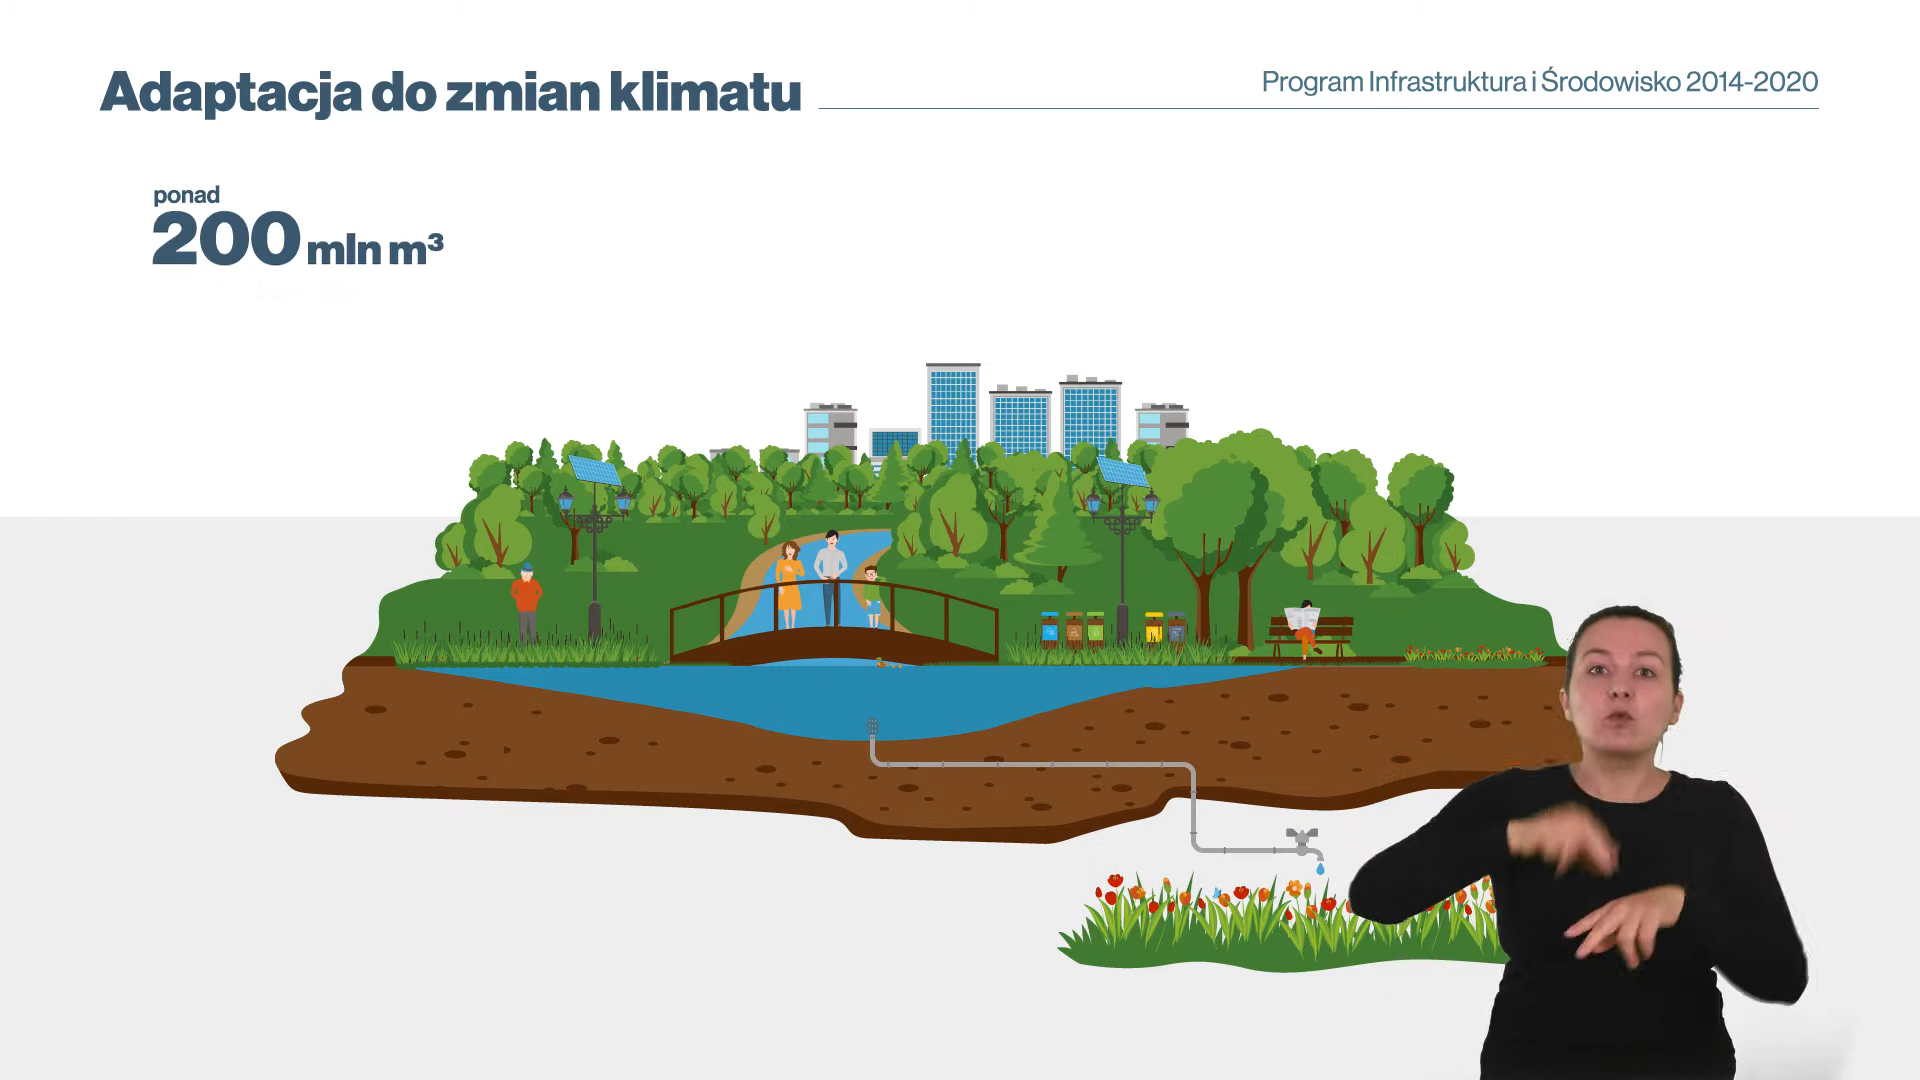 Adaptacja do zmian klimatu
Program Infrastruktura i Środowisko 2014-2020
ponad
200 mln m³